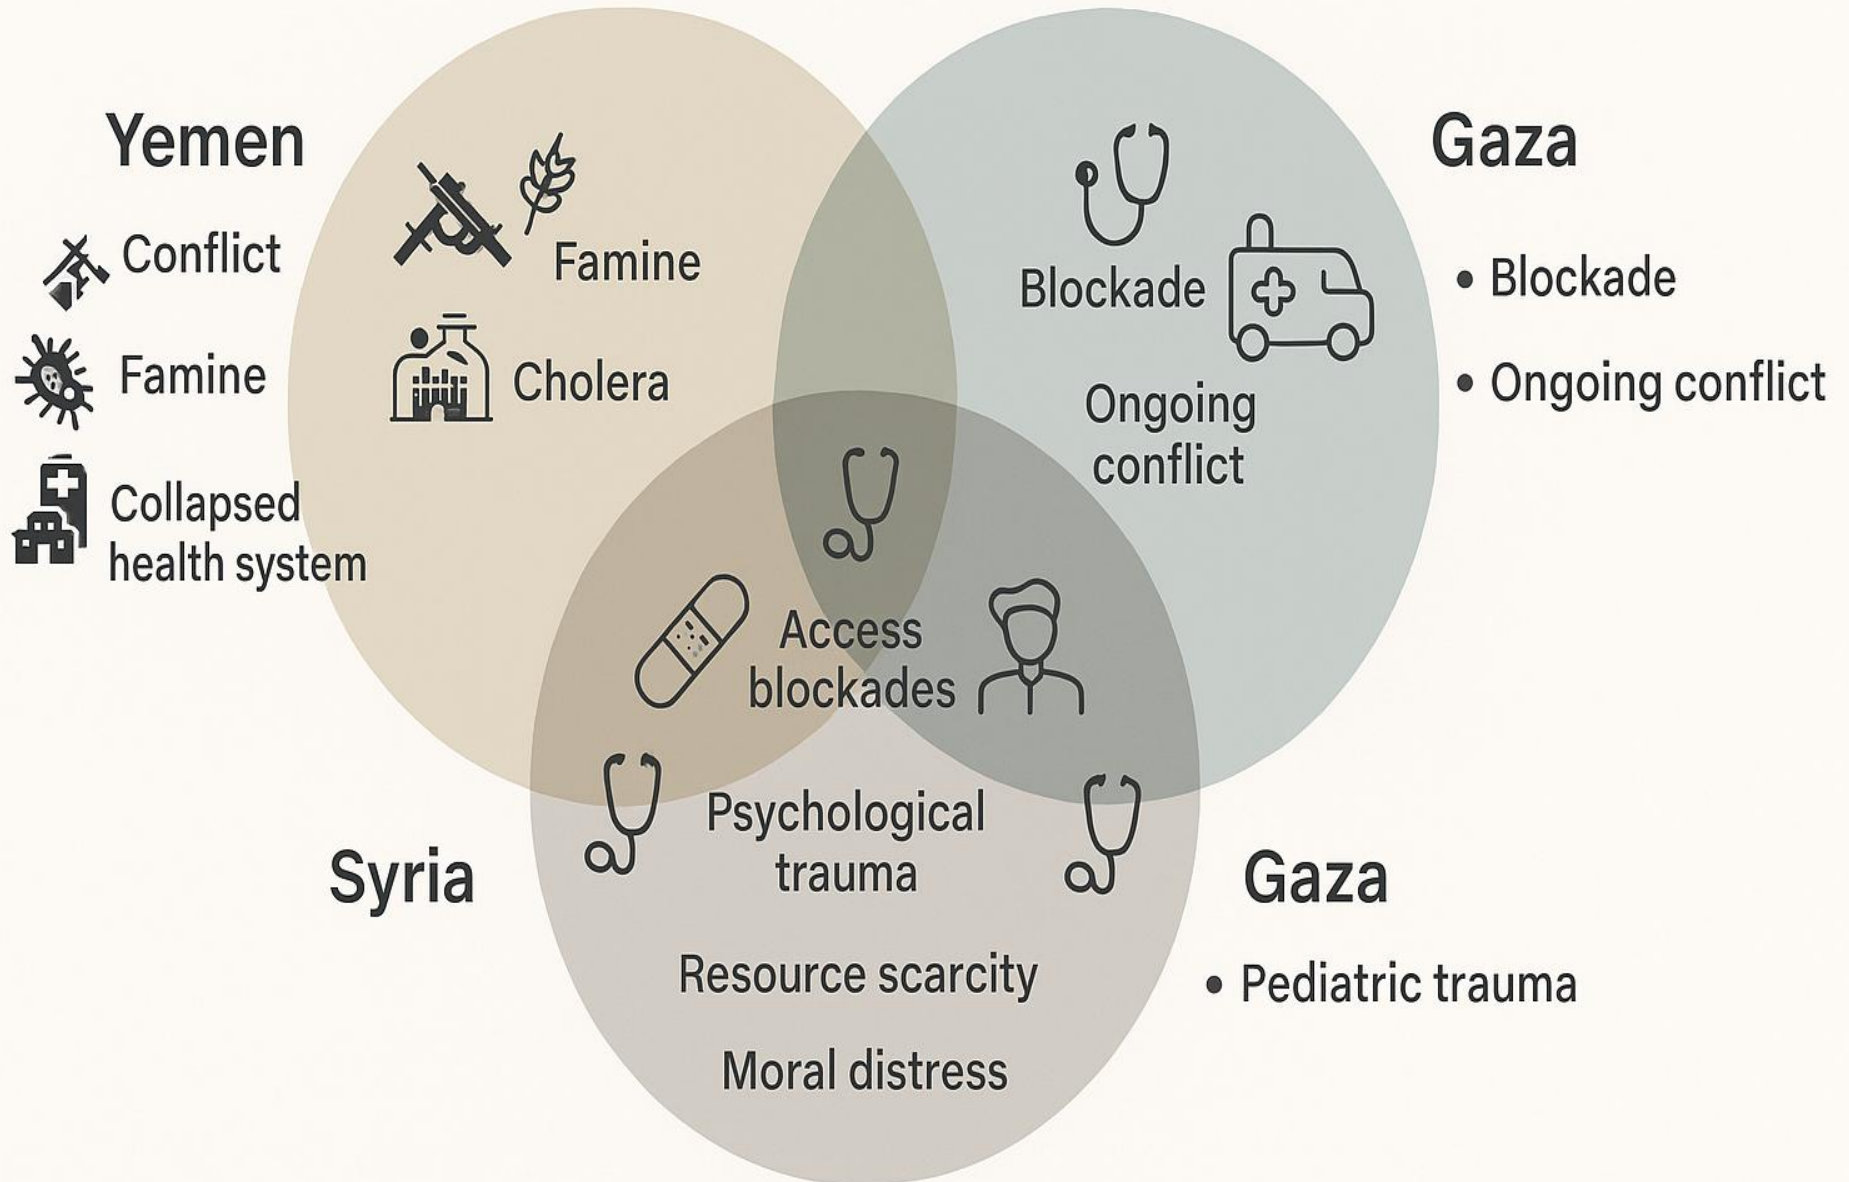 Yemen
Conflict
Famine
Collapsed
health system
Famine
Cholera
Blockade
Ongoing
conflict
Gaza
• Blockade
• Ongoing conflict
Access
blockades
Psychological
trauma
Resource scarcity
Moral distress
Syria
Gaza
• Pediatric trauma